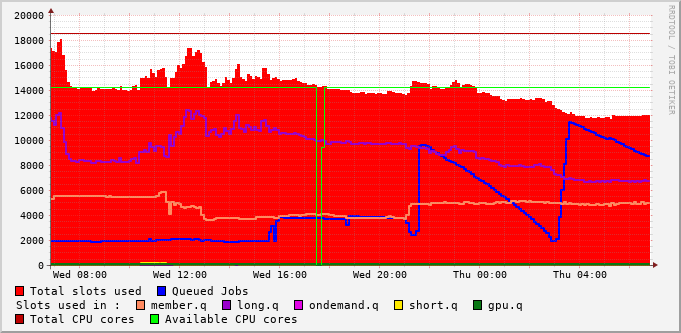 20000
18000
16000
14000
12000
10000
8000
6000
4000
2000
0
Wed 08:00 Wed 12:00 Wed 16:00 Wed 20:00 Thu 00:00 Thu 04:00
Total slots used Queued Jobs
Slots used in : member.q long.q ondemand.q short.q gpu.q
Total CPU cores Available CPU cores
RRDTOOL / TOBI OETIKER